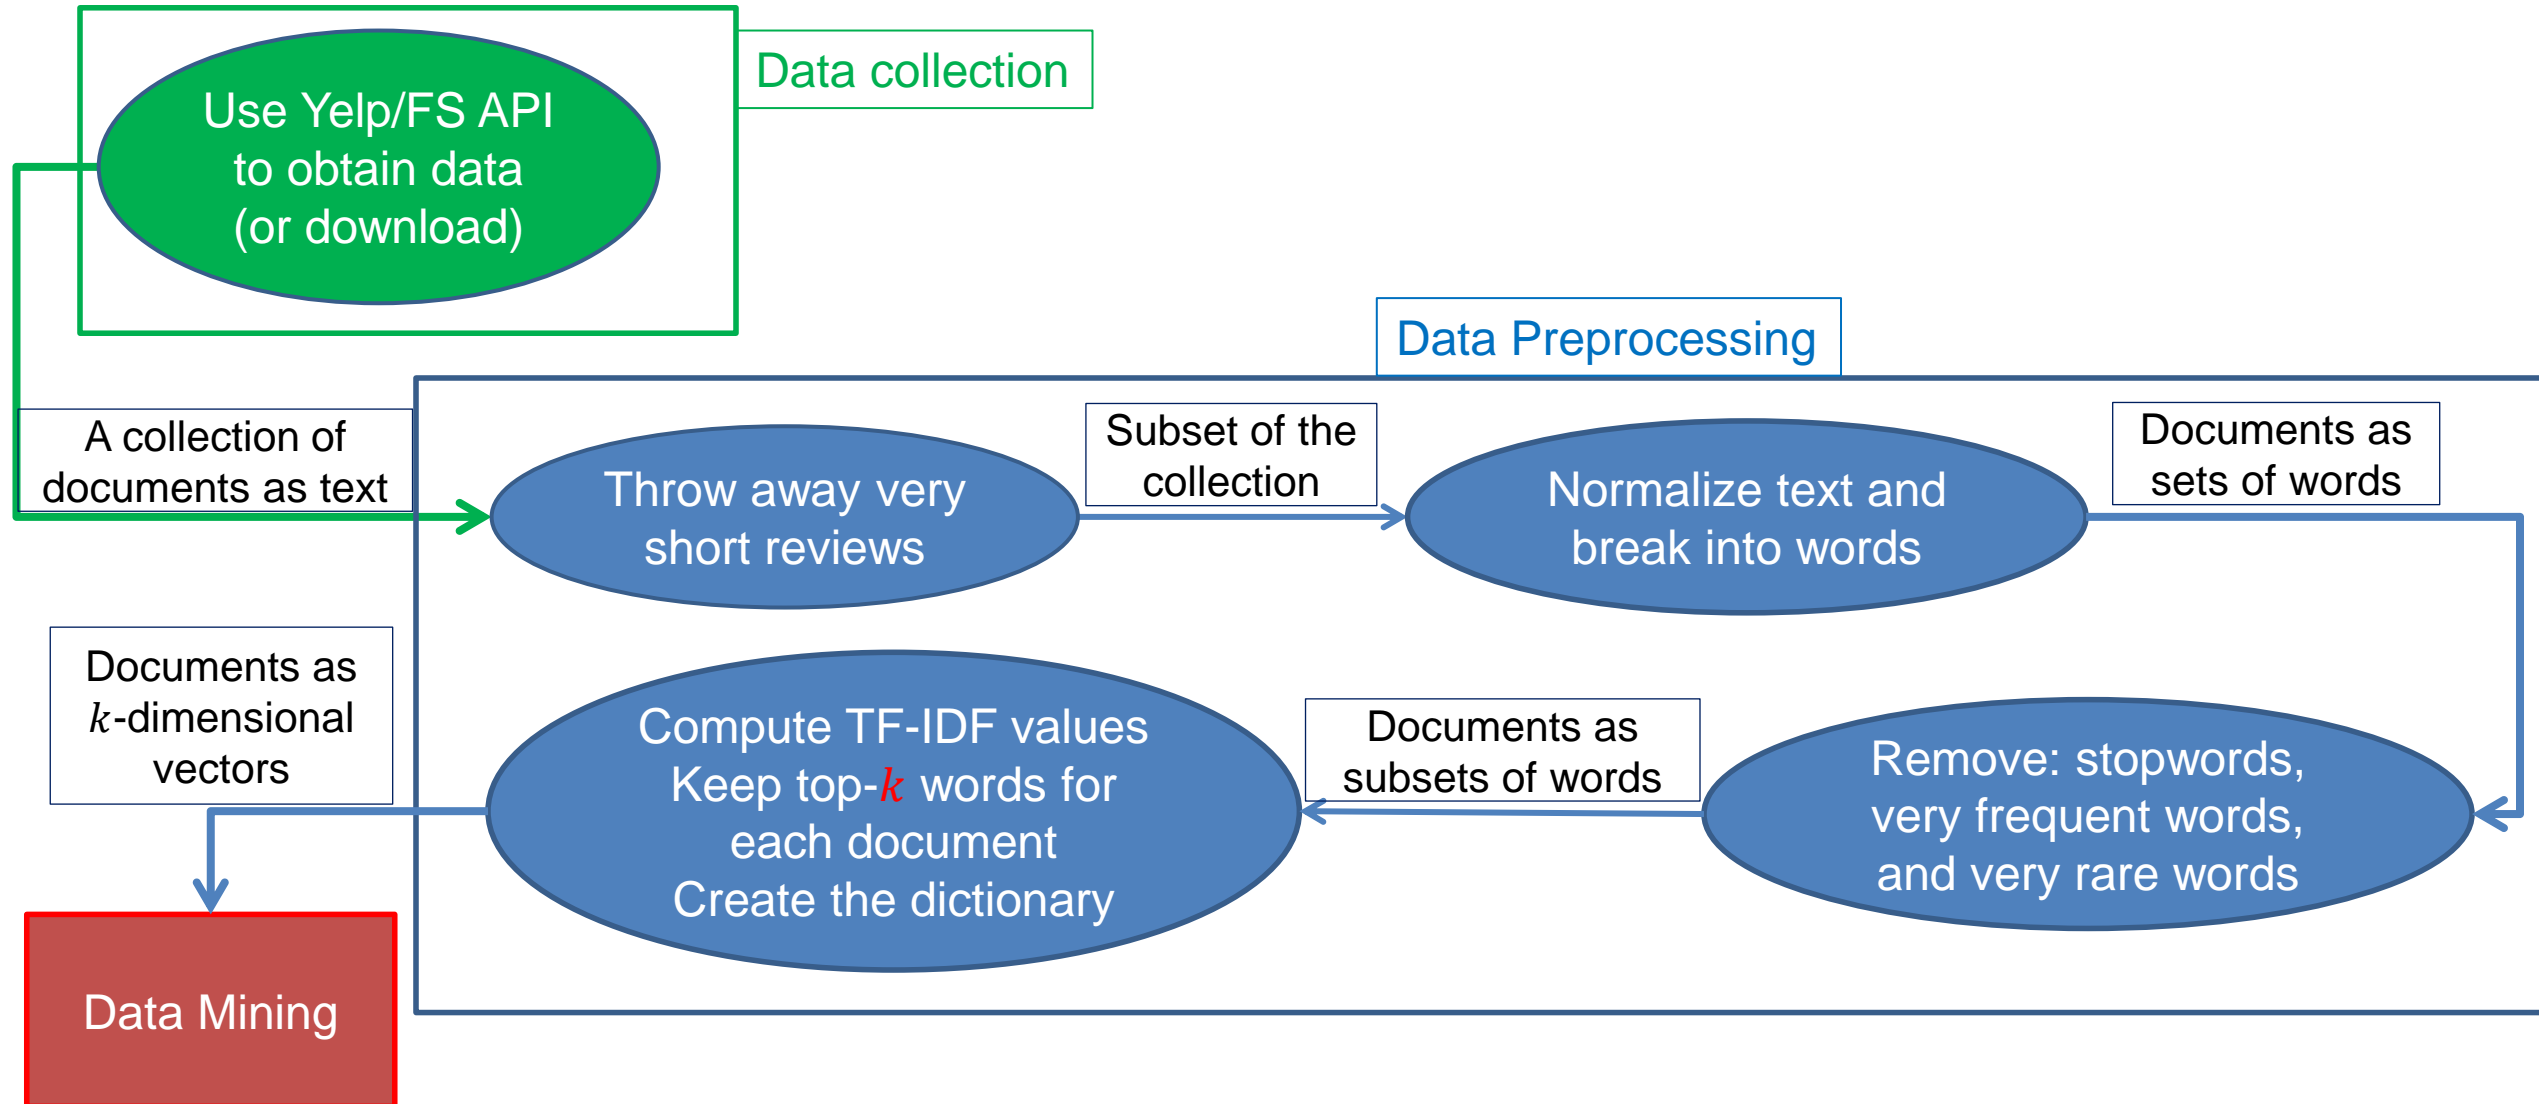 Use Yelp/FS API
to obtain data
(or download)
Data collection
Data Preprocessing
A collection of
documents as text
Throw away very
short reviews
Subset of the
collection
Normalize text and
break into words
Documents as
sets of words
Remove: stopwords,
very frequent words,
and very rare words
Documents as
subsets of words
Compute TF-IDF values
Keep top-k words for
each document
Create the dictionary
Documents as
k-dimensional
vectors
Data Mining